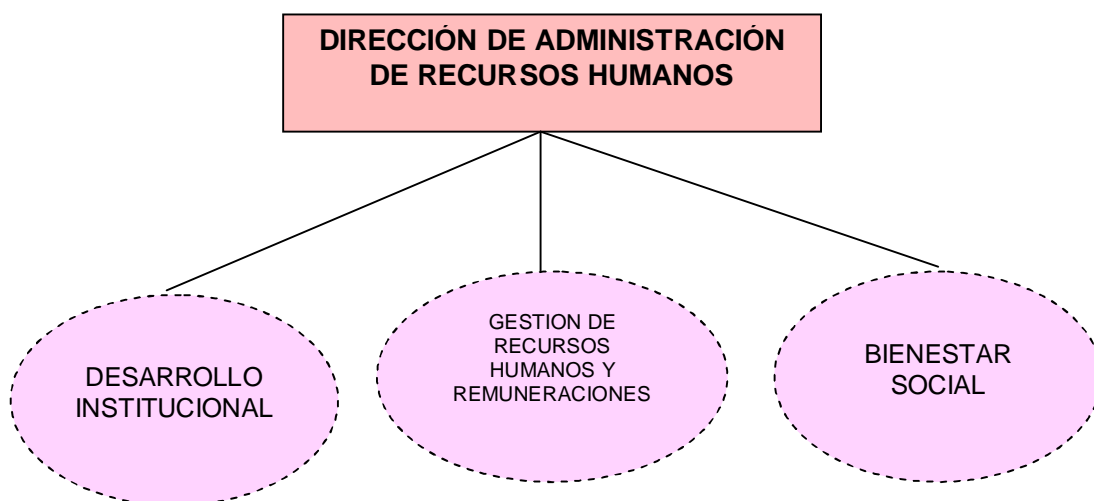 DIRECCIÓN DE ADMINISTRACIÓN
DE RECURSOS HUMANOS
DESARROLLO
INSTITUCIONAL
GESTION DE
RECURSOS
HUMANOS Y
REMUNERACIONES
BIENESTAR
SOCIAL